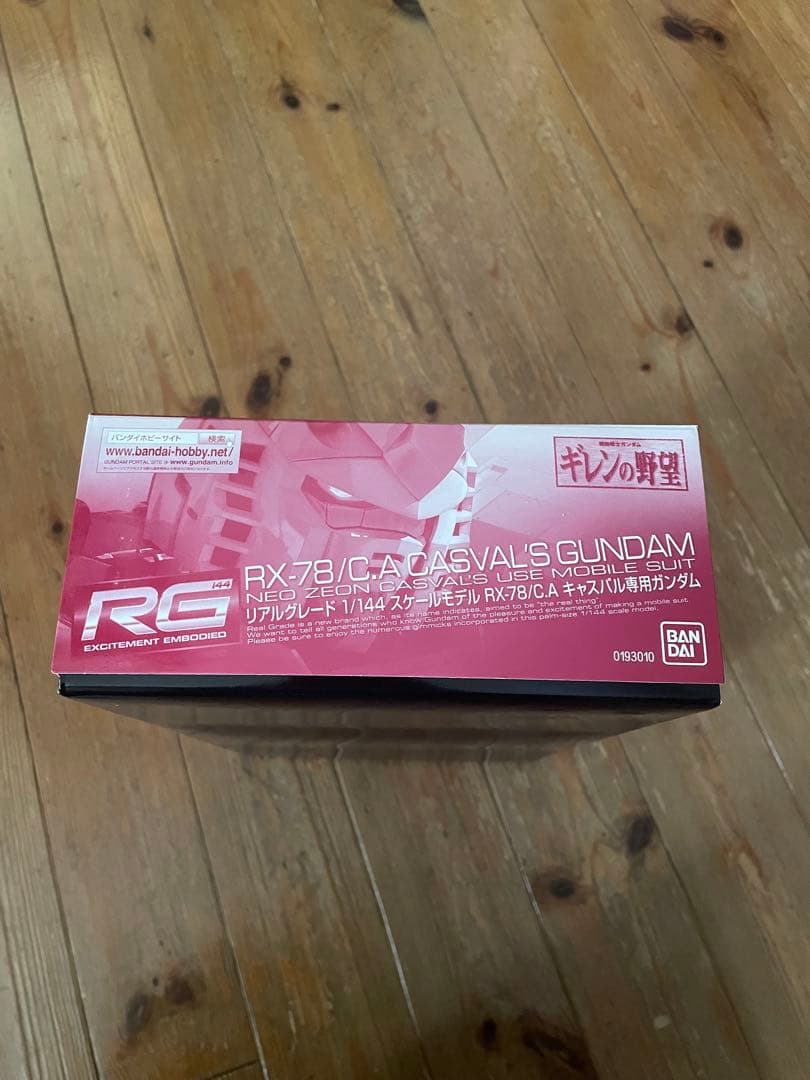 バンダイホビーサイト 検索
www.bandai-hobby.net/
GUNDAM PORTAL SITE www.gundam.info
機動戦士ガンダム
ギレンの野望
RX-78/C.A CASVAL'S GUNDAM
NEO ZEON CASVAL'S USE MOBILE SUIT
リアルグレード 1/144 スケールモデル RX-78/C.A キャスバル専用ガンダム
RG 144
EXCITEMENT EMBODIED
Real Grade is a new brand which, as its name indicates, aimed to be "the real thing".
We want to tell all generations who know Gundam of the pleasure and excitement of making a mobile suit.
Please be sure to enjoy the numerous gimmicks incorporated in this palm-size 1/144 scale model.
0193010
BAN
DAI